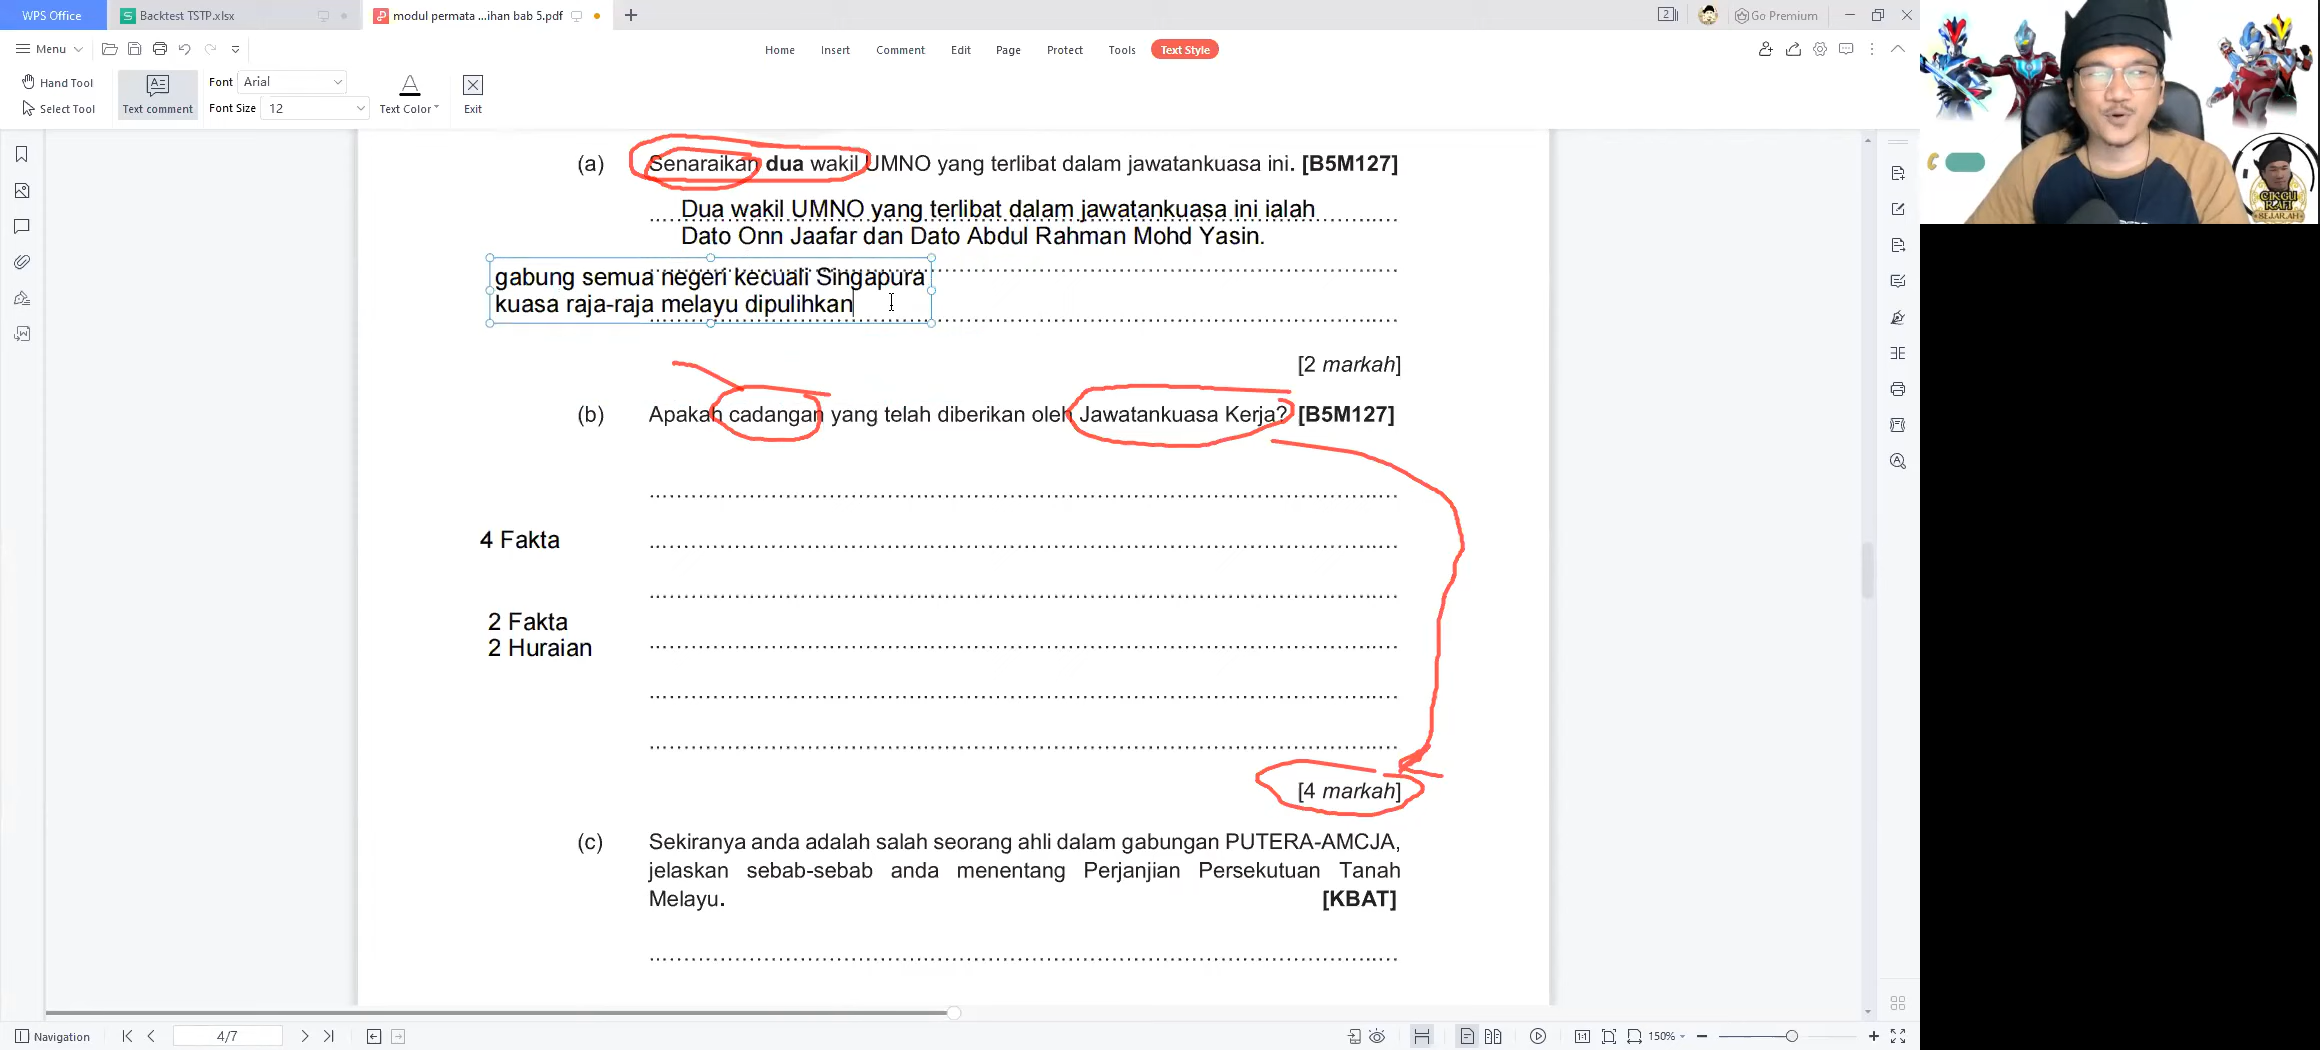 WPS Office
Backtest TSTP.xlsx
modul permata ...ihan bab 5.pdf
2
Go Premium
Menu
Home
Insert
Comment
Edit
Page
Protect
Tools
Text Style
Hand Tool
Select Tool
Text comment
Font
Arial
Font Size
12
Text Color
Exit
(a) Senaraikan dua wakil UMNO yang terlibat dalam jawatankuasa ini. [B5M127]
Dua wakil UMNO yang terlibat dalam jawatankuasa ini ialah
Dato Onn Jaafar dan Dato Abdul Rahman Mohd Yasin.
gabung semua negeri kecuali Singapura
kuasa raja-raja melayu dipulihkan
[2 markah]
(b) Apakah cadangan yang telah diberikan oleh Jawatankuasa Kerja? [B5M127]
4 Fakta
2 Fakta
2 Huraian
[4 markah]
(c) Sekiranya anda adalah salah seorang ahli dalam gabungan PUTERA-AMCJA,
jelaskan sebab-sebab anda menentang Perjanjian Persekutuan Tanah
Melayu. [KBAT]
CIKGU
RAFI
SEJARAH
Navigation
4/7
1:1
150%